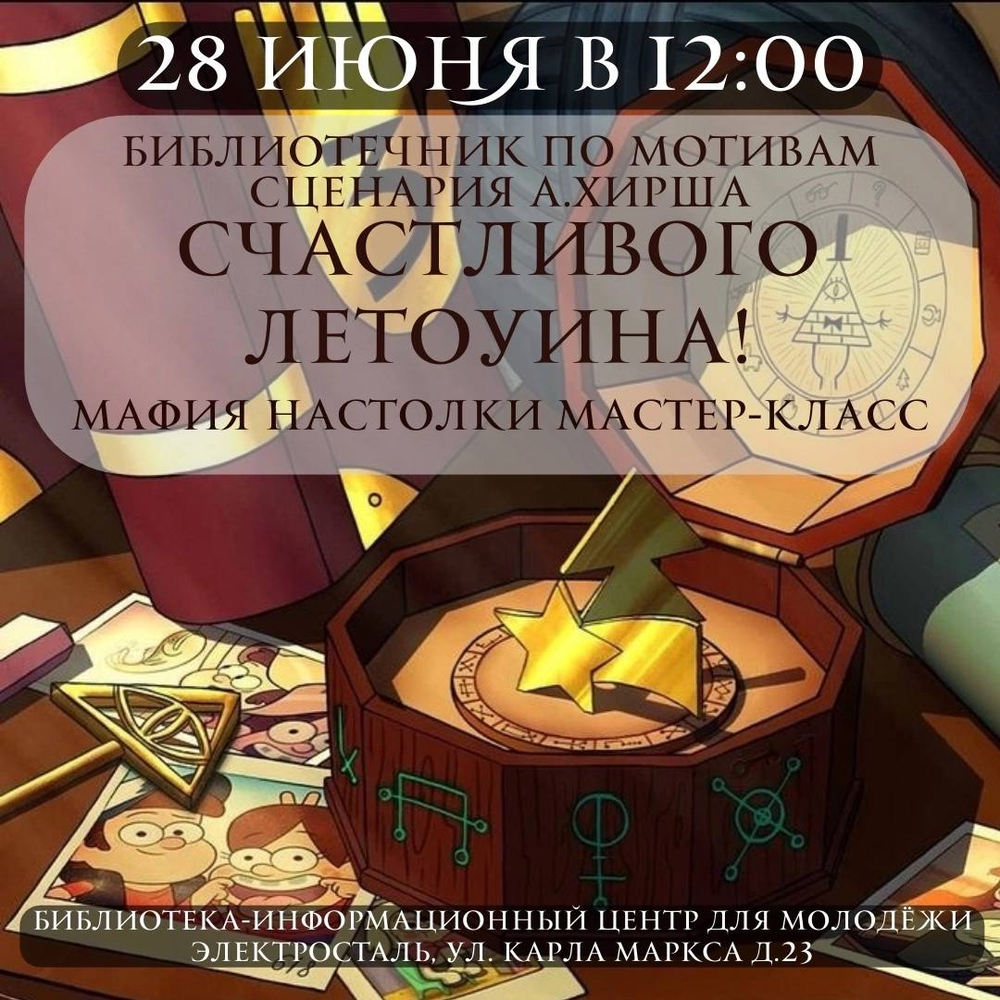 28 ИЮНЯ В 12:00
БИБЛИОТЕЧНИК ПО МОТИВАМ
СЦЕНАРИЯ А.ХИРША
СЧАСТЛИВОГО
ЛЕТОУИНА!
МАФИЯ НАСТОЛКИ МАСТЕР-КЛАСС
БИБЛИОТЕКА-ИНФОРМАЦИОННЫЙ ЦЕНТР ДЛЯ МОЛОДЁЖИ
ЭЛЕКТРОСТАЛЬ, УЛ. КАРЛА МАРКСА Д.23